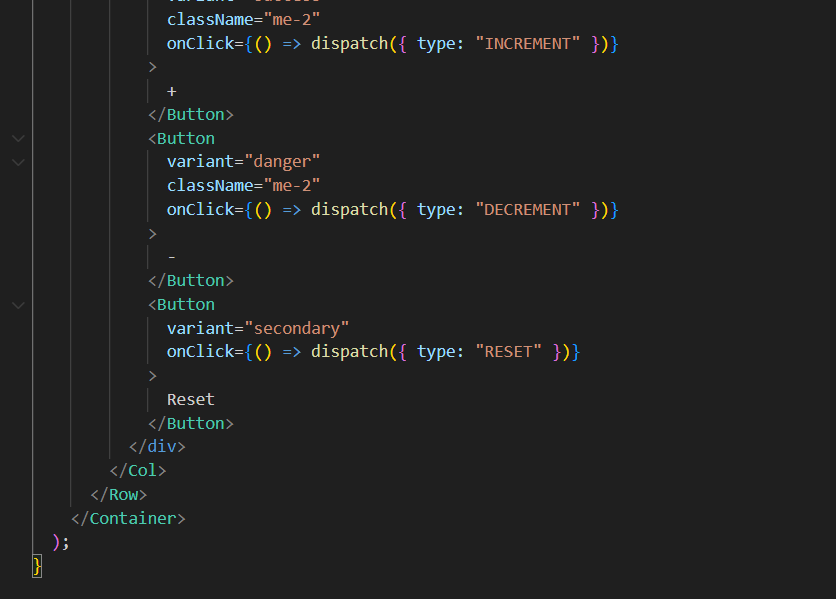 className="me-2"
onClick={() => dispatch({ type: "INCREMENT" })}
>
+
</Button>
<Button
variant="danger"
className="me-2"
onClick={() => dispatch({ type: "DECREMENT" })}
>
-
</Button>
<Button
variant="secondary"
onClick={() => dispatch({ type: "RESET" })}
>
Reset
</Button>
</div>
</Col>
</Row>
</Container>
);
}